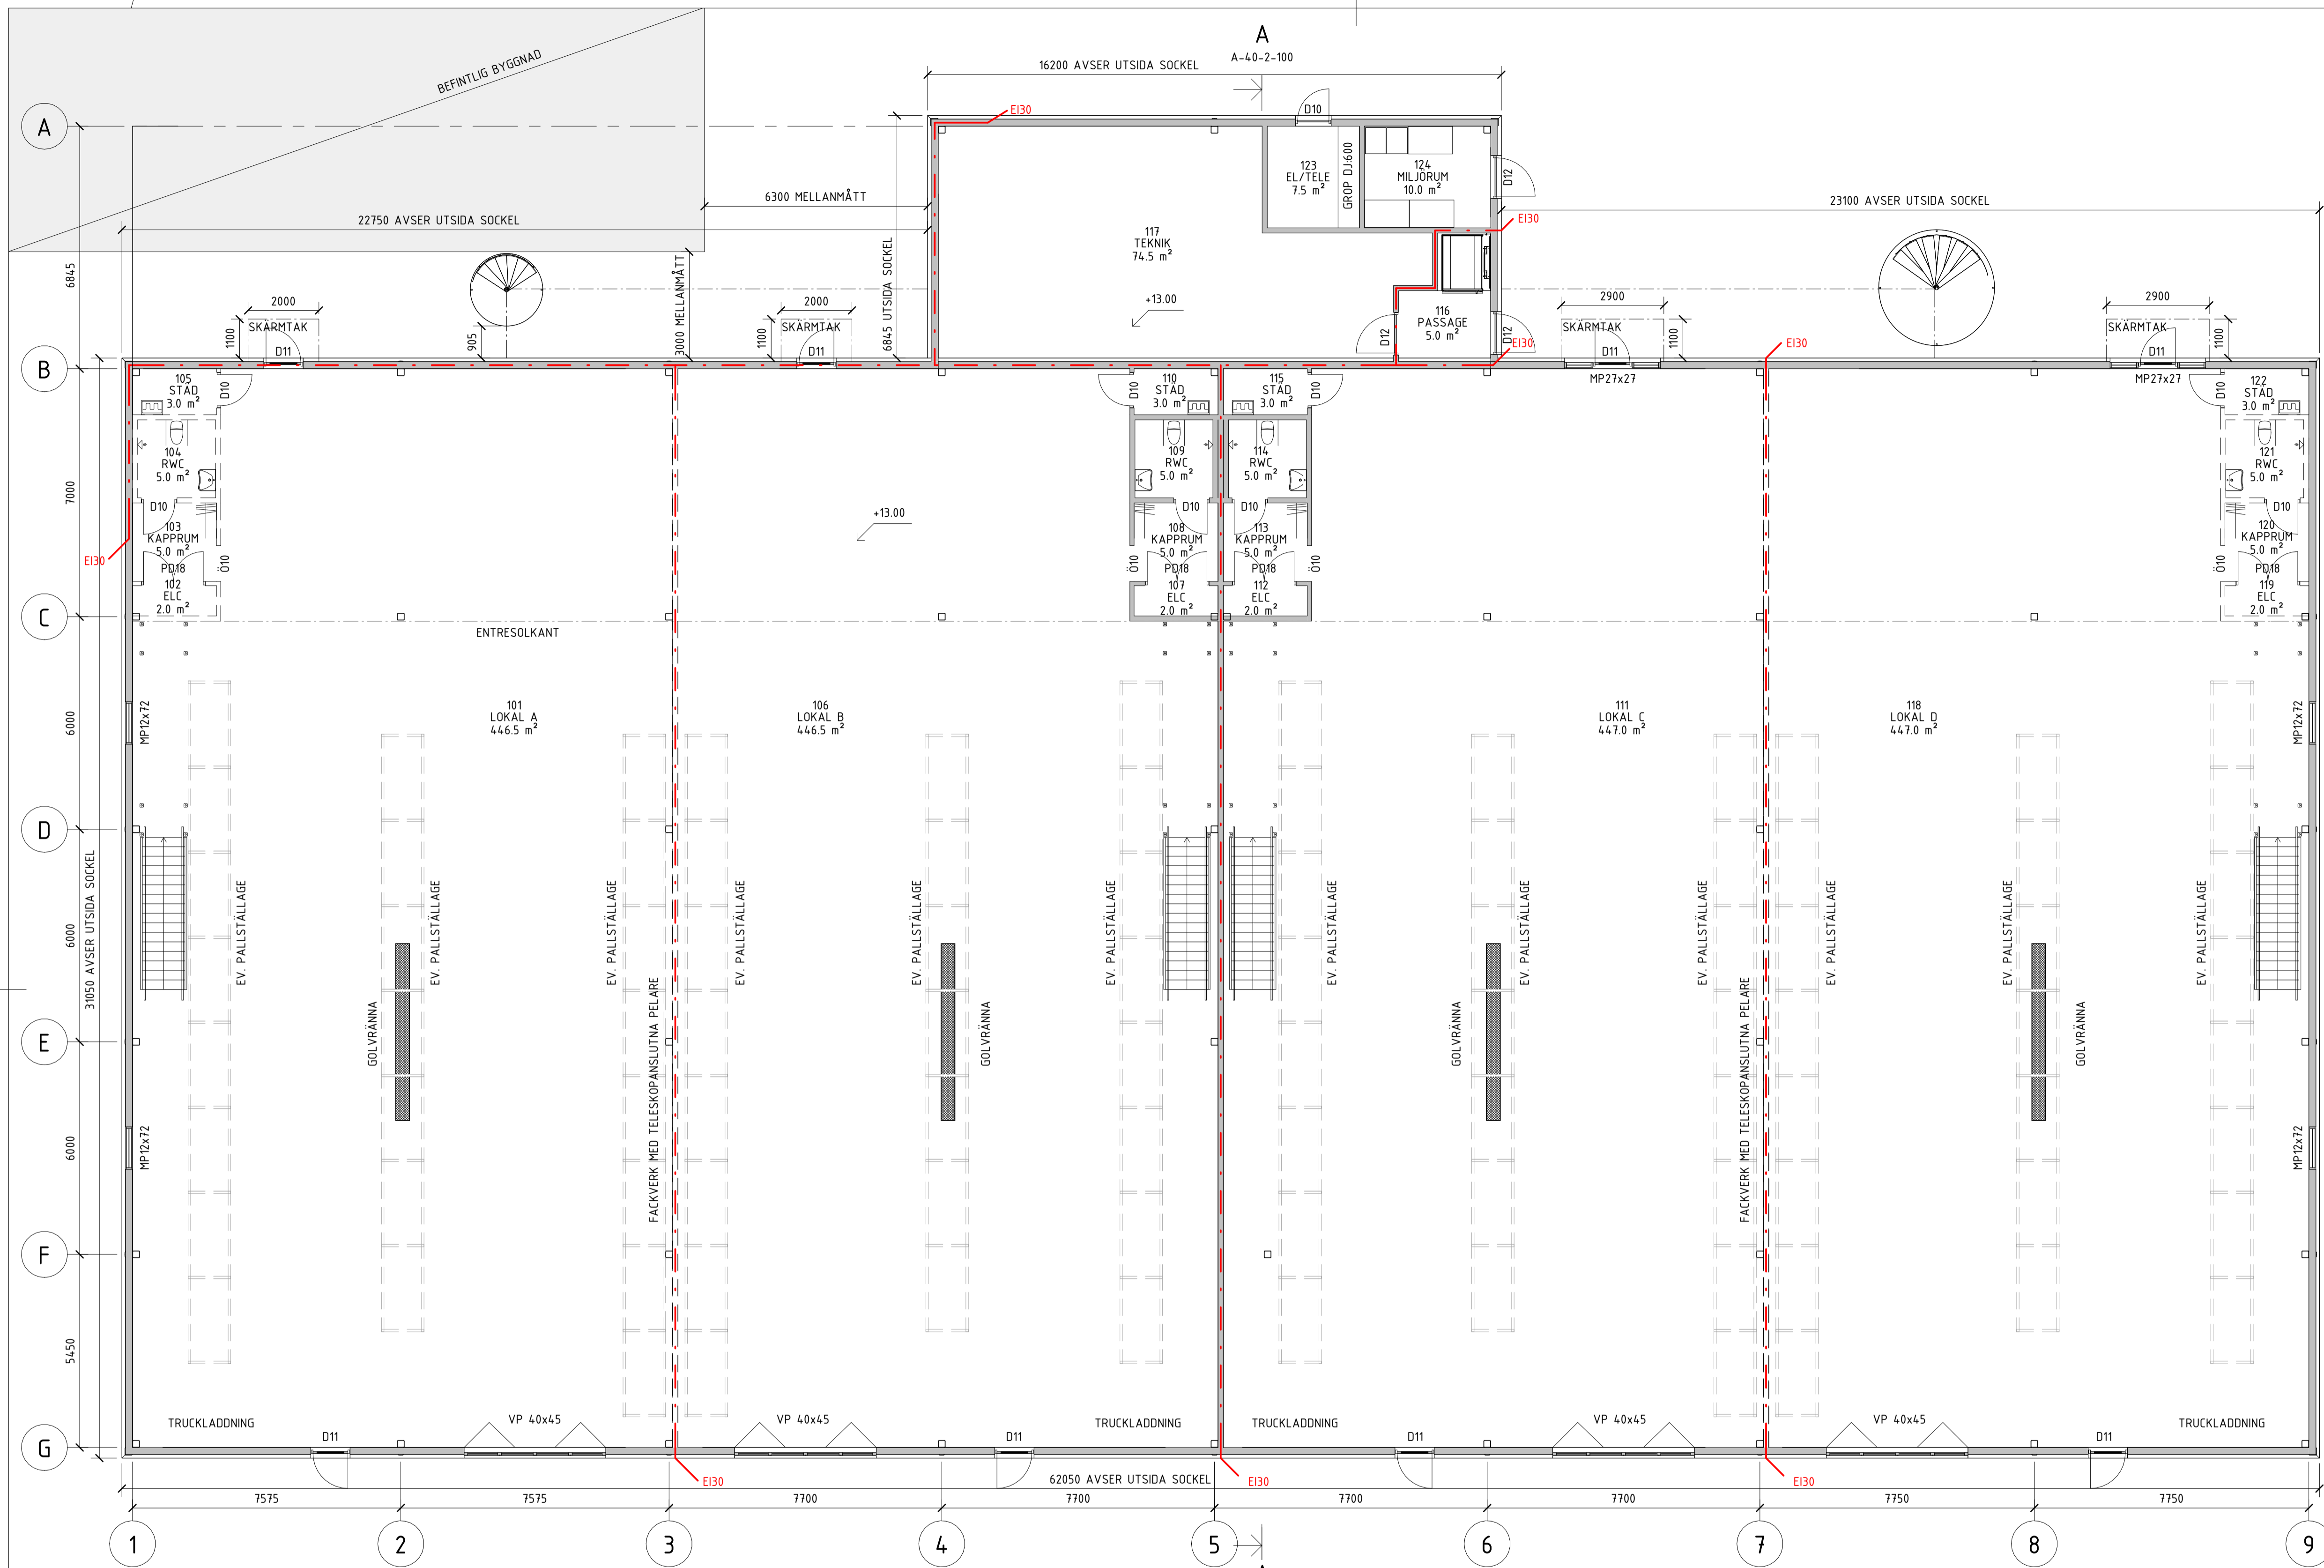 A
A-40-2-100
16200 AVSER UTSIDA SOCKEL
BEFINTLIG BYGGNAD
A
EI30
D10
123
EL/TELE
7.5 m²
GROP DJ:600
124
MILJÖRUM
10.0 m²
D12
6300 MELLANMÅTT
22750 AVSER UTSIDA SOCKEL
23100 AVSER UTSIDA SOCKEL
EI30
117
TEKNIK
74.5 m²
6845
3000 MELLANMÅTT
6845 UTSIDA SOCKEL
+13.00
2000
1100
SKÄRMTAK
D11
905
2000
1100
SKÄRMTAK
D11
D12
116
PASSAGE
5.0 m²
D12
EI30
2900
SKÄRMTAK
1100
D11
MP27x27
EI30
2900
SKÄRMTAK
1100
D11
MP27x27
B
105
STÄD
3.0 m²
D10
D10
110
STÄD
3.0 m²
115
STÄD
3.0 m²
D10
D10
122
STÄD
3.0 m²
104
RWC
5.0 m²
109
RWC
5.0 m²
114
RWC
5.0 m²
121
RWC
5.0 m²
7000
D10
D10
D10
D10
103
KAPPRUM
5.0 m²
108
KAPPRUM
5.0 m²
113
KAPPRUM
5.0 m²
120
KAPPRUM
5.0 m²
+13.00
EI30
Ö10
Ö10
Ö10
Ö10
PD18
PD18
PD18
PD18
102
ELC
2.0 m²
107
ELC
2.0 m²
112
ELC
2.0 m²
119
ELC
2.0 m²
C
ENTRESOLKANT
6000
MP12x72
101
LOKAL A
446.5 m²
106
LOKAL B
446.5 m²
111
LOKAL C
447.0 m²
118
LOKAL D
447.0 m²
MP12x72
D
31050 AVSER UTSIDA SOCKEL
6000
EV. PALLSTÄLLAGE
EV. PALLSTÄLLAGE
EV. PALLSTÄLLAGE
EV. PALLSTÄLLAGE
EV. PALLSTÄLLAGE
EV. PALLSTÄLLAGE
EV. PALLSTÄLLAGE
EV. PALLSTÄLLAGE
EV. PALLSTÄLLAGE
EV. PALLSTÄLLAGE
EV. PALLSTÄLLAGE
EV. PALLSTÄLLAGE
GOLVRÄNNA
GOLVRÄNNA
GOLVRÄNNA
GOLVRÄNNA
E
6000
MP12x72
FACKVERK MED TELESKOPANSLUTNA PELARE
FACKVERK MED TELESKOPANSLUTNA PELARE
MP12x72
F
5450
TRUCKLADDNING
VP 40x45
VP 40x45
TRUCKLADDNING
TRUCKLADDNING
VP 40x45
VP 40x45
TRUCKLADDNING
D11
D11
D11
D11
G
EI30
62050 AVSER UTSIDA SOCKEL
EI30
EI30
7575
7575
7700
7700
7700
7700
7750
7750
1
2
3
4
5
6
7
8
9